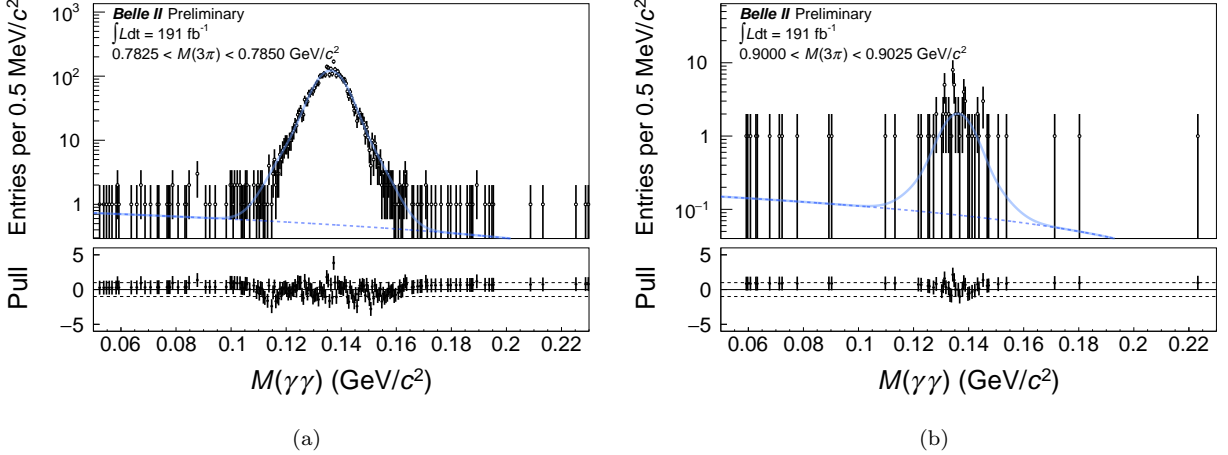 Belle II Preliminary
∫Ldt = 191 fb⁻¹
0.7825 < M(3π) < 0.7850 GeV/c²
Entries per 0.5 MeV/c²
10³
10²
10
1
Pull
5
0
−5
0.06 0.08 0.1 0.12 0.14 0.16 0.18 0.2 0.22
M(γγ) (GeV/c²)
(a)
Belle II Preliminary
∫Ldt = 191 fb⁻¹
0.9000 < M(3π) < 0.9025 GeV/c²
Entries per 0.5 MeV/c²
10
1
10⁻¹
Pull
5
0
−5
0.06 0.08 0.1 0.12 0.14 0.16 0.18 0.2 0.22
M(γγ) (GeV/c²)
(b)